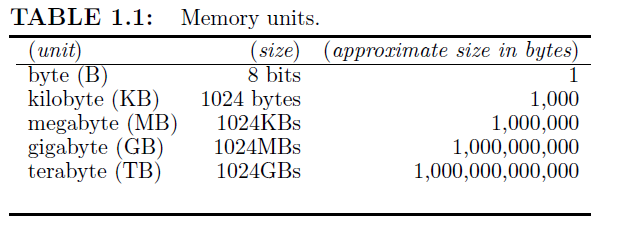 TABLE 1.1: Memory units.
(unit) (size) (approximate size in bytes)
byte (B) 8 bits 1
kilobyte (KB) 1024 bytes 1,000
megabyte (MB) 1024KBs 1,000,000
gigabyte (GB) 1024MBs 1,000,000,000
terabyte (TB) 1024GBs 1,000,000,000,000